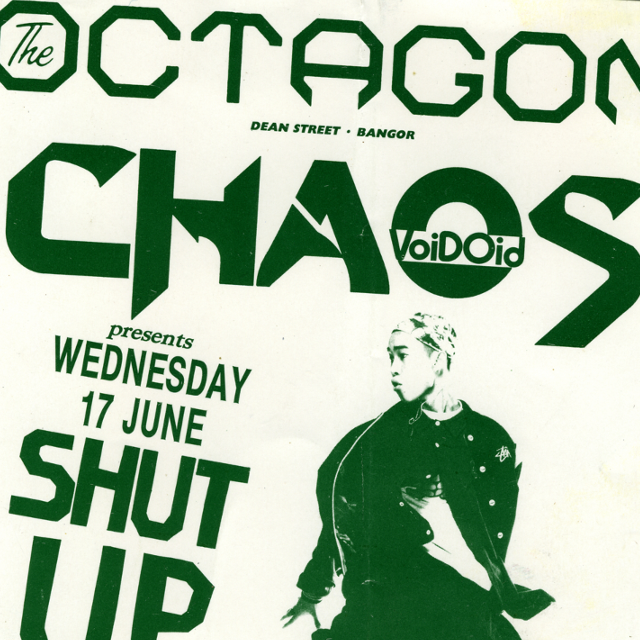 The OCTAGON
DEAN STREET • BANGOR
CHAOS
VoiDOid
presents
WEDNESDAY
17 JUNE
SHUT
UP